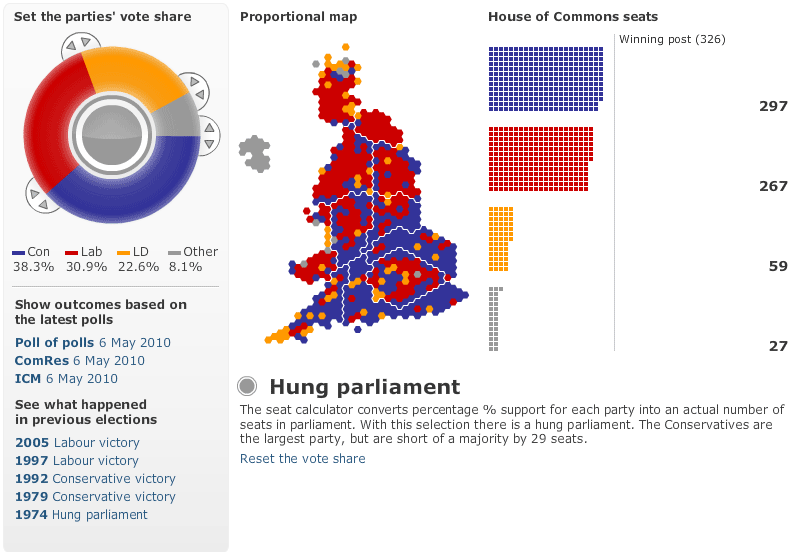 Set the parties' vote share
Con
38.3%
Lab
30.9%
LD
22.6%
Other
8.1%
Show outcomes based on
the latest polls
Poll of polls 6 May 2010
ComRes 6 May 2010
ICM 6 May 2010
See what happened
in previous elections
2005 Labour victory
1997 Labour victory
1992 Conservative victory
1979 Conservative victory
1974 Hung parliament
Proportional map
House of Commons seats
Winning post (326)
297
267
59
27
Hung parliament
The seat calculator converts percentage % support for each party into an actual number of
seats in parliament. With this selection there is a hung parliament. The Conservatives are
the largest party, but are short of a majority by 29 seats.
Reset the vote share